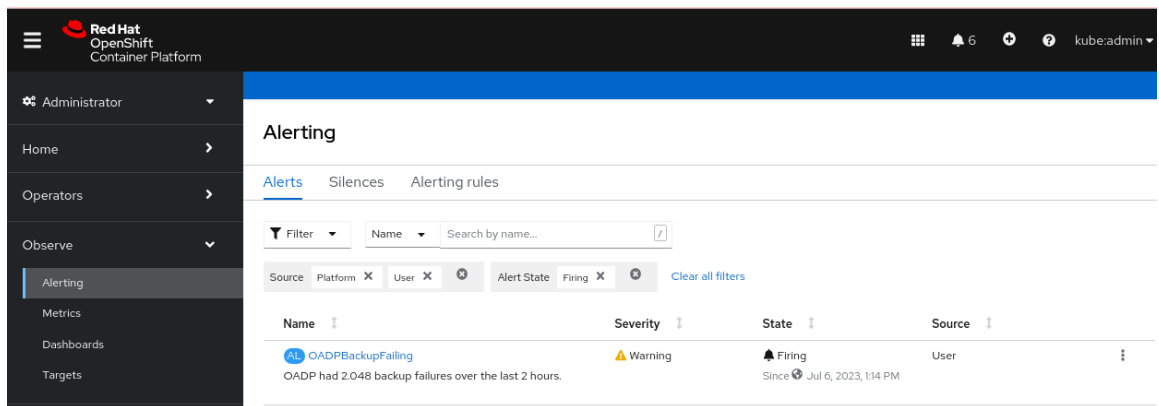 Red Hat
OpenShift
Container Platform
6
kube:admin
Administrator
Home
Operators
Observe
Alerting
Metrics
Dashboards
Targets
Alerting
Alerts Silences Alerting rules
Filter Name Search by name... /
Source Platform User Alert State Firing Clear all filters
Name Severity State Source
AL OADPBackupFailing Warning Firing User
OADP had 2.048 backup failures over the last 2 hours. Since Jul 6, 2023, 1:14 PM